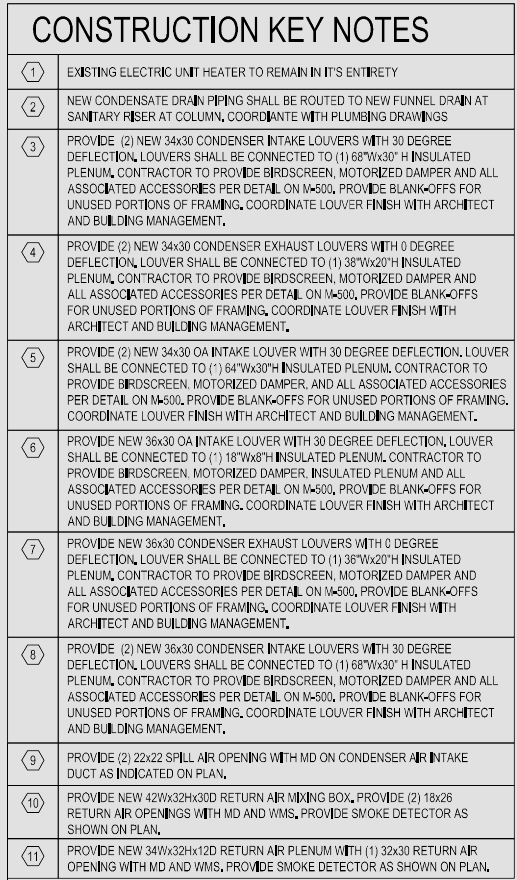 CONSTRUCTION KEY NOTES
1
EXISTING ELECTRIC UNIT HEATER TO REMAIN IN IT'S ENTIRETY
2
NEW CONDENSATE DRAIN PIPING SHALL BE ROUTED TO NEW FUNNEL DRAIN AT
SANITARY RISER AT COLUMN. COORDIANTE WITH PLUMBING DRAWINGS
3
PROVIDE (2) NEW 34x30 CONDENSER INTAKE LOUVERS WITH 30 DEGREE
DEFLECTION. LOUVERS SHALL BE CONNECTED TO (1) 68"Wx30" H INSULATED
PLENUM. CONTRACTOR TO PROVIDE BIRDSCREEN, MOTORIZED DAMPER AND ALL
ASSOCIATED ACCESSORIES PER DETAIL ON M-500. PROVIDE BLANK-OFFS FOR
UNUSED PORTIONS OF FRAMING. COORDINATE LOUVER FINISH WITH ARCHITECT
AND BUILDING MANAGEMENT.
4
PROVIDE (2) NEW 34x30 CONDENSER EXHAUST LOUVERS WITH 0 DEGREE
DEFLECTION. LOUVER SHALL BE CONNECTED TO (1) 38"Wx20"H INSULATED
PLENUM. CONTRACTOR TO PROVIDE BIRDSCREEN, MOTORIZED DAMPER AND
ALL ASSOCIATED ACCESSORIES PER DETAIL ON M-500. PROVIDE BLANK-OFFS
FOR UNUSED PORTIONS OF FRAMING. COORDINATE LOUVER FINISH WITH
ARCHITECT AND BUILDING MANAGEMENT.
5
PROVIDE (2) NEW 34x30 OA INTAKE LOUVER WITH 30 DEGREE DEFLECTION. LOUVER
SHALL BE CONNECTED TO (1) 64"Wx30"H INSULATED PLENUM. CONTRACTOR TO
PROVIDE BIRDSCREEN, MOTORIZED DAMPER, AND ALL ASSOCIATED ACCESSORIES
PER DETAIL ON M-500. PROVIDE BLANK-OFFS FOR UNUSED PORTIONS OF FRAMING.
COORDINATE LOUVER FINISH WITH ARCHITECT AND BUILDING MANAGEMENT.
6
PROVIDE NEW 36x30 OA INTAKE LOUVER WITH 30 DEGREE DEFLECTION. LOUVER
SHALL BE CONNECTED TO (1) 18"Wx8"H INSULATED PLENUM. CONTRACTOR TO
PROVIDE BIRDSCREEN, MOTORIZED DAMPER, INSULATED PLENUM AND ALL
ASSOCIATED ACCESSORIES PER DETAIL ON M-500. PROVIDE BLANK-OFFS FOR
UNUSED PORTIONS OF FRAMING. COORDINATE LOUVER FINISH WITH ARCHITECT
AND BUILDING MANAGEMENT.
7
PROVIDE NEW 36x30 CONDENSER EXHAUST LOUVERS WITH 0 DEGREE
DEFLECTION. LOUVER SHALL BE CONNECTED TO (1) 36"Wx20"H INSULATED
PLENUM. CONTRACTOR TO PROVIDE BIRDSCREEN, MOTORIZED DAMPER AND
ALL ASSOCIATED ACCESSORIES PER DETAIL ON M-500. PROVIDE BLANK-OFFS
FOR UNUSED PORTIONS OF FRAMING. COORDINATE LOUVER FINISH WITH
ARCHITECT AND BUILDING MANAGEMENT.
8
PROVIDE (2) NEW 36x30 CONDENSER INTAKE LOUVERS WITH 30 DEGREE
DEFLECTION. LOUVERS SHALL BE CONNECTED TO (1) 68"Wx30" H INSULATED
PLENUM. CONTRACTOR TO PROVIDE BIRDSCREEN, MOTORIZED DAMPER AND ALL
ASSOCIATED ACCESSORIES PER DETAIL ON M-500. PROVIDE BLANK-OFFS FOR
UNUSED PORTIONS OF FRAMING. COORDINATE LOUVER FINISH WITH ARCHITECT
AND BUILDING MANAGEMENT.
9
PROVIDE (2) 22x22 SPILL AIR OPENING WITH MD ON CONDENSER AIR INTAKE
DUCT AS INDICATED ON PLAN.
10
PROVIDE NEW 42Wx32Hx30D RETURN AIR MIXING BOX. PROVIDE (2) 18x26
RETURN AIR OPENINGS WITH MD AND WMS. PROVIDE SMOKE DETECTOR AS
SHOWN ON PLAN.
11
PROVIDE NEW 34Wx32Hx12D RETURN AIR PLENUM WITH (1) 32x30 RETURN AIR
OPENING WITH MD AND WMS. PROVIDE SMOKE DETECTOR AS SHOWN ON PLAN.